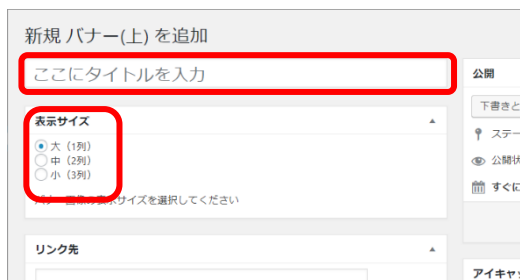 新規 バナー(上) を追加
ここにタイトルを入力
表示サイズ
大 (1列)
中 (2列)
小 (3列)
バナー画像の表示サイズを選択してください
リンク先
公開
下書きと
ステー
公開状
すぐに
アイキャッ